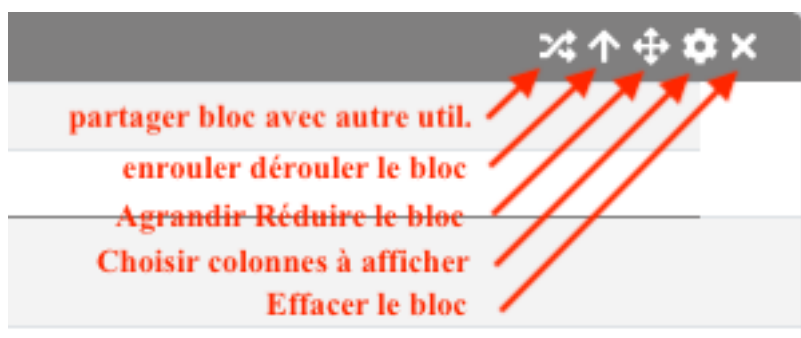 partager bloc avec autre util.
enrouler dérouler le bloc
Agrandir Réduire le bloc
Choisir colonnes à afficher
Effacer le bloc